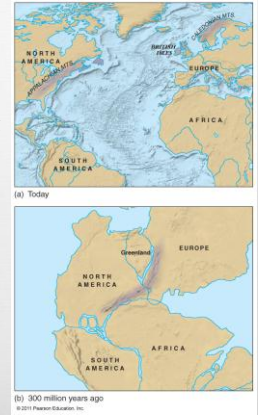 NORTH
AMERICA
APPALACHIAN MTS.
BRITISH
ISLES
CALEDONIAN MTS.
EUROPE
AFRICA
SOUTH
AMERICA
(a) Today
Greenland
EUROPE
NORTH
AMERICA
AFRICA
SOUTH
AMERICA
(b) 300 million years ago
© 2011 Pearson Education, Inc.